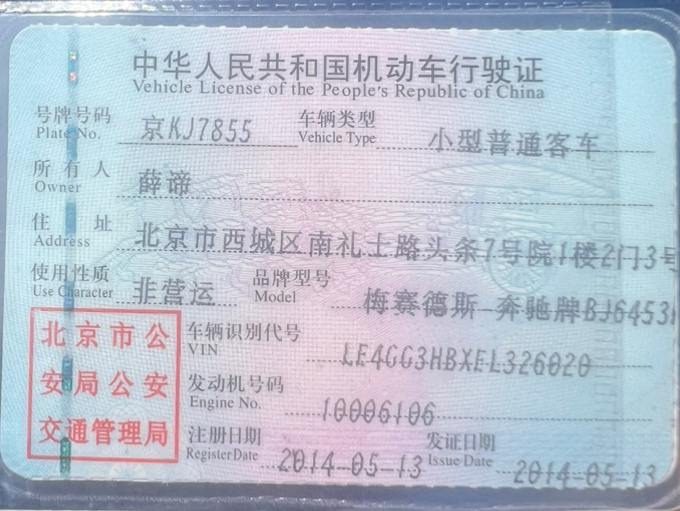 中华人民共和国机动车行驶证
Vehicle License of the People's Republic of China
号牌号码 京KJ7855 车辆类型 小型普通客车
Plate No. Vehicle Type
所有人 薛谛
Owner
住址 北京市西城区南礼士路头条7号院1楼2门3号
Address
使用性质 非营运 品牌型号 梅赛德斯-奔驰牌BJ6453
Use Character Model
北京市公
安局公安
交通管理局
车辆识别代号 LE4GG3HBXEL326020
VIN
发动机号码 10006106
Engine No.
注册日期 2014-05-13 发证日期 2014-05-13
Register Date Issue Date